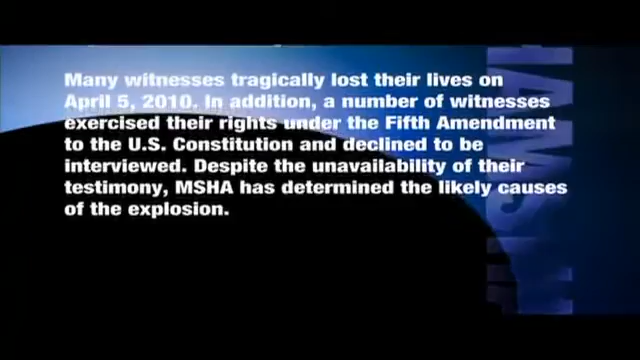 Many witnesses tragically lost their lives on
April 5, 2010. In addition, a number of witnesses
exercised their rights under the Fifth Amendment
to the U.S. Constitution and declined to be
interviewed. Despite the unavailability of their
testimony, MSHA has determined the likely causes
of the explosion.